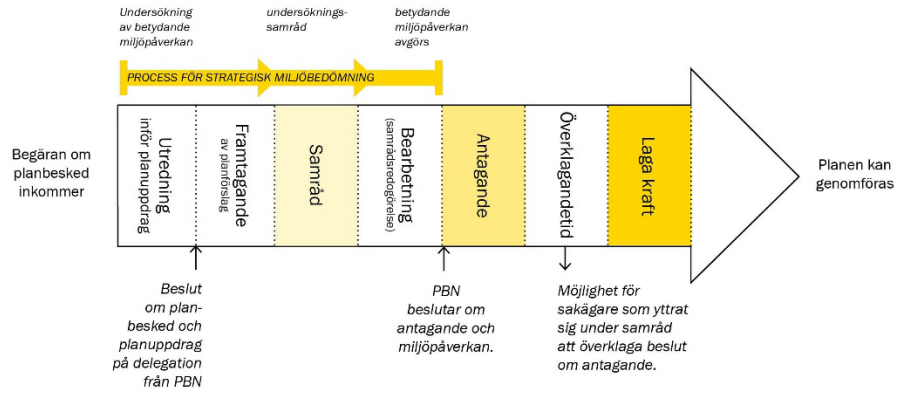 Undersökning
av betydande
miljöpåverkan
undersöknings-
samråd
betydande
miljöpåverkan
avgörs
PROCESS FÖR STRATEGISK MILJÖBEDÖMNING
Begäran om
planbesked
inkommer
Utredning
inför planuppdrag
Framtagande
av planförslag
Samråd
Bearbetning
(samrådsredogörelse)
Antagande
Överklagandetid
Laga kraft
Planen kan
genomföras
Beslut
om plan-
besked och
planuppdrag
på delegation
från PBN
PBN
beslutar om
antagande och
miljöpåverkan.
Möjlighet för
sakägare som yttrat
sig under samråd
att överklaga beslut
om antagande.